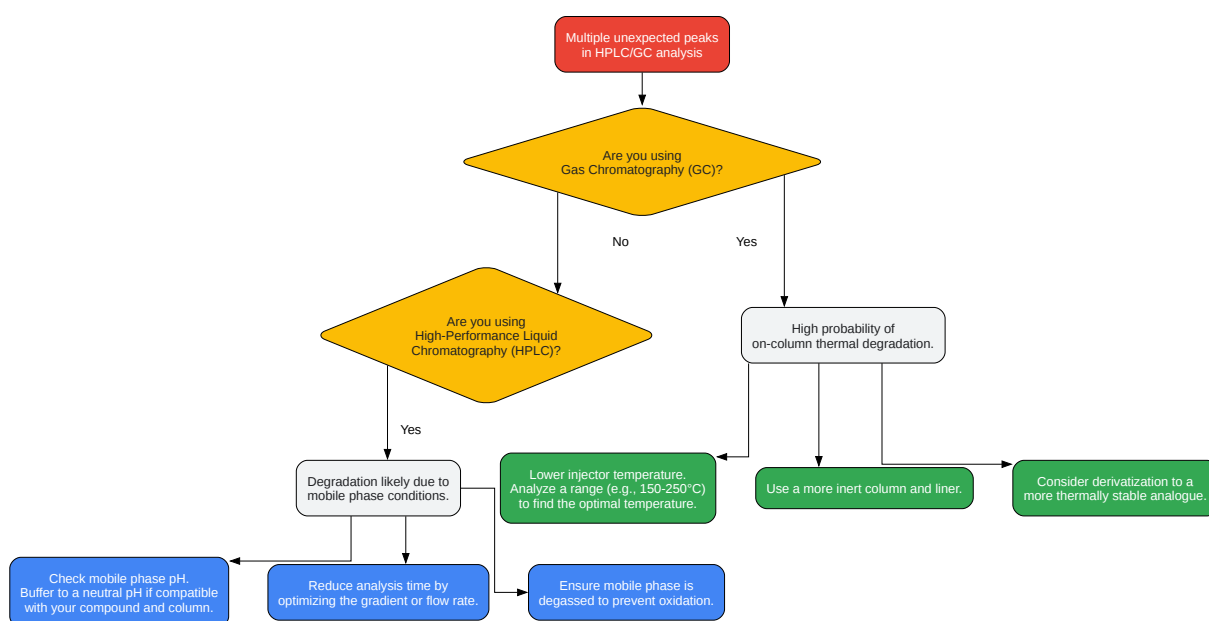 Multiple unexpected peaks
in HPLC/GC analysis
Are you using
Gas Chromatography (GC)?
No
Yes
Are you using
High-Performance Liquid
Chromatography (HPLC)?
High probability of
on-column thermal degradation.
Yes
Degradation likely due to
mobile phase conditions.
Lower injector temperature.
Analyze a range (e.g., 150-250°C)
to find the optimal temperature.
Use a more inert column and liner.
Consider derivatization to a
more thermally stable analogue.
Check mobile phase pH.
Buffer to a neutral pH if compatible
with your compound and column.
Reduce analysis time by
optimizing the gradient or flow rate.
Ensure mobile phase is
degassed to prevent oxidation.